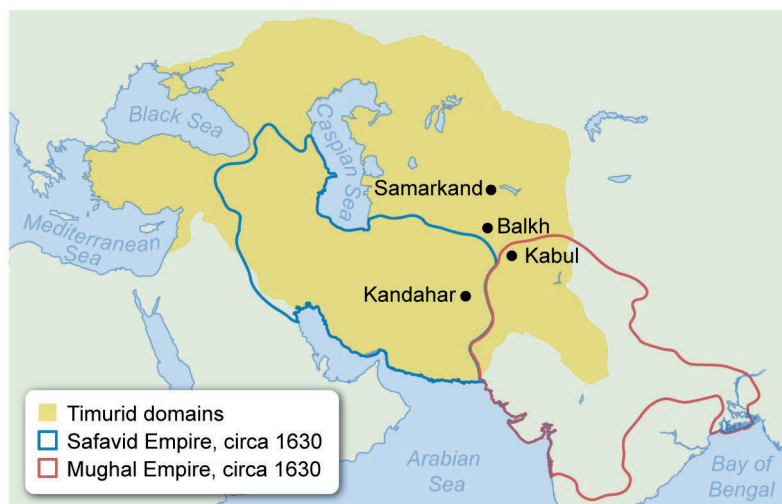 Black Sea
Caspian
Sea
Samarkand
Mediterranean
Sea
Balkh
Kabul
Kandahar
Timurid domains
Safavid Empire, circa 1630
Mughal Empire, circa 1630
Arabian
Sea
Bay of
Bengal